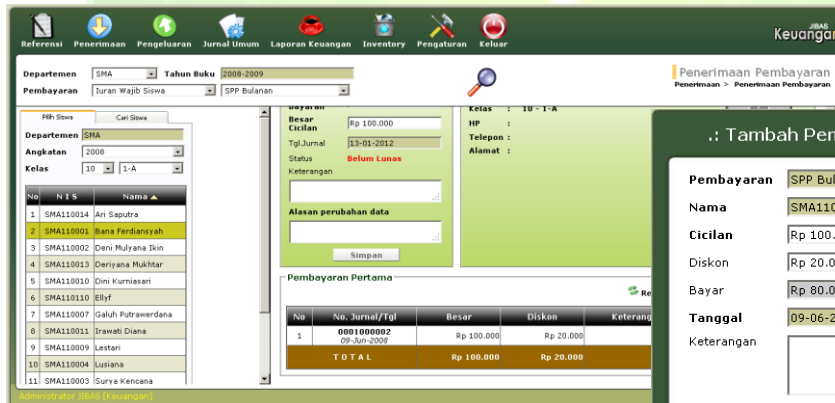 JIBAS
Keuangan
Referensi Penerimaan Pengeluaran Jurnal Umum Laporan Keuangan Inventory Pengaturan Keluar
Departemen SMA Tahun Buku 2008-2009
Pembayaran Iuran Wajib Siswa SPP Bulanan
Penerimaan Pembayaran
Penerimaan > Penerimaan Pembayaran
Pilih Siswa Cari Siswa
Departemen SMA
Angkatan 2008
Kelas 10 1-A
No N I S Nama
1 SMA110014 Ari Saputra
2 SMA110001 Bana Ferdiansyah
3 SMA110002 Deni Mulyana Ikin
4 SMA110013 Deriyana Mukhtar
5 SMA110010 Dini Kurniasari
6 SMA110110 Ellyf
7 SMA110007 Galuh Putrawerdana
8 SMA110011 Irawati Diana
9 SMA110009 Lestari
10 SMA110004 Lusiana
11 SMA110003 Surya Kencana
Bayaran
Besar Cicilan Rp 100.000
Tgl.Jurnal 13-01-2012
Status Belum Lunas
Keterangan
Alasan perubahan data
Simpan
Kelas : 10 - 1-A
HP :
Telepon :
Alamat :
Pembayaran Pertama
Re
No No. Jurnal/Tgl Besar Diskon Keterang
1 0001000002 Rp 100.000 Rp 20.000
09-Jun-2008
T O T A L Rp 100.000 Rp 20.000
.: Tambah Pem
Pembayaran SPP Bul
Nama SMA110
Cicilan Rp 100.
Diskon Rp 20.0
Bayar Rp 80.0
Tanggal 09-06-2
Keterangan
Administrator JIBAS [Keuangan]